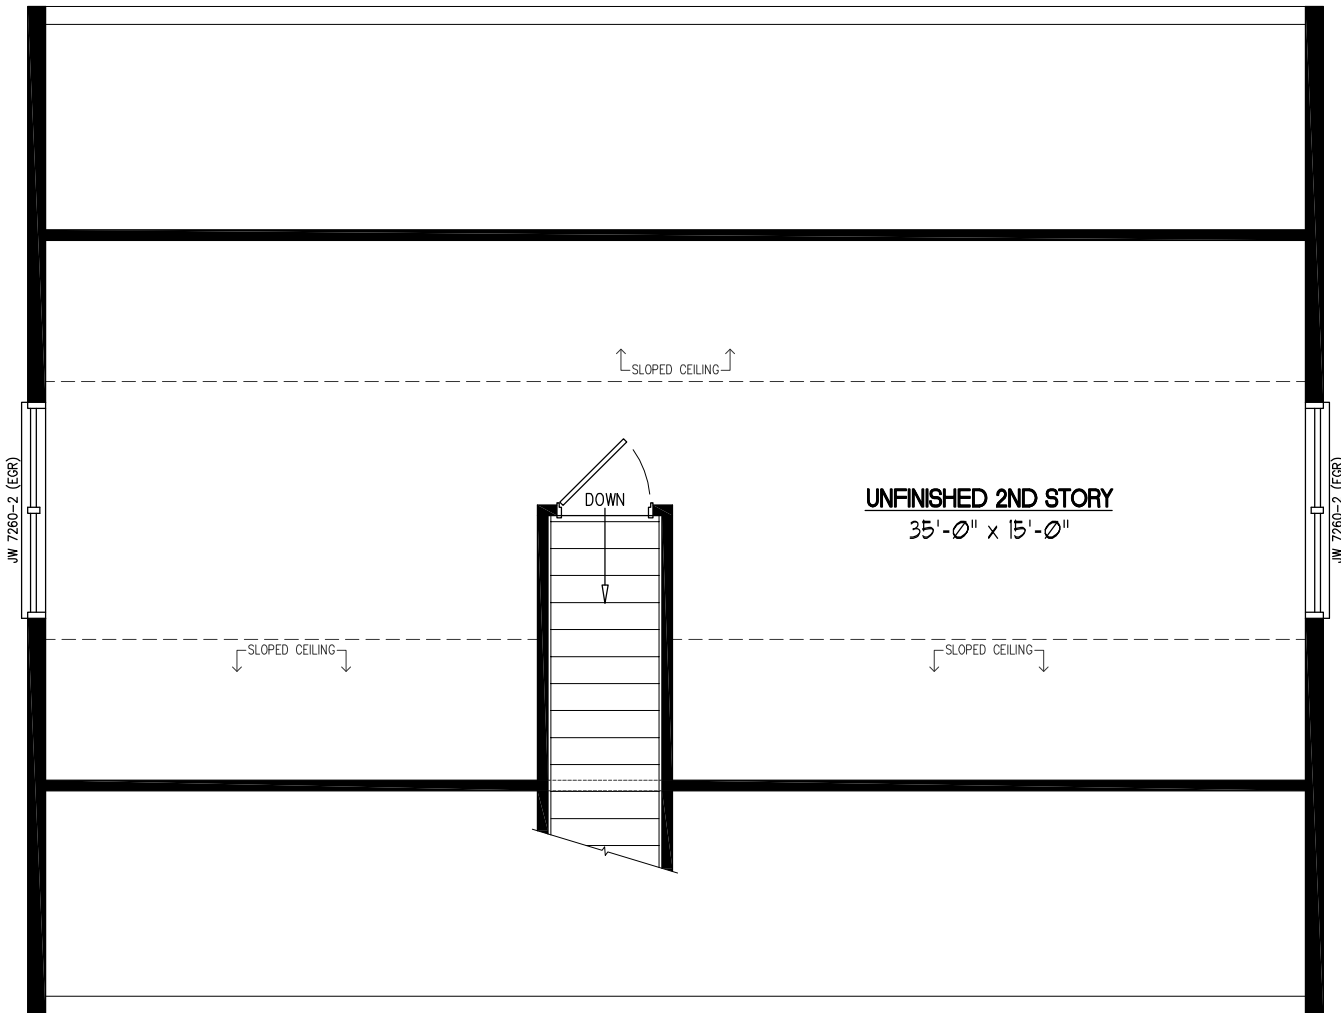 SLOPED CEILING
JW 7260-2 (EGR)
DOWN
UNFINISHED 2ND STORY
35'-0" x 15'-0"
JW 7260-2 (EGR)
SLOPED CEILING
SLOPED CEILING